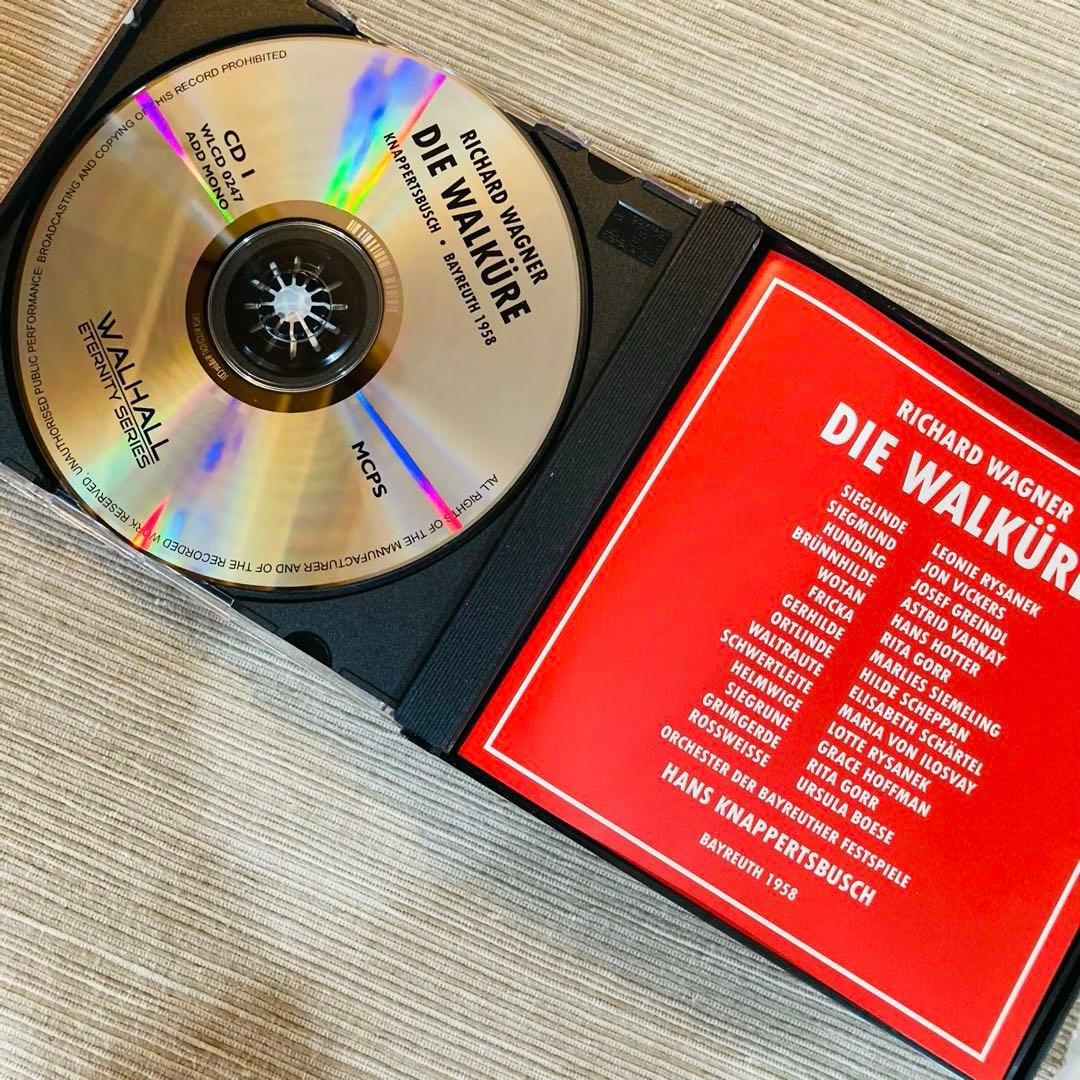 RICHARD WAGNER
DIE WALKÜRE
KNAPPERTSBUSCH • BAYREUTH 1958
CD 1
WLCD 0247
ADD MONO
WALHALL
ETERNITY SERIES
MCPS
ALL RIGHTS OF THE MANUFACTURER AND OF THE RECORDED WORK RESERVED. UNAUTHORISED PUBLIC PERFORMANCE BROADCASTING AND COPYING OF THIS RECORD PROHIBITED
RICHARD WAGNER
DIE WALKÜRE
SIEGLINDE LEONIE RYSANEK
SIEGMUND JON VICKERS
HUNDING JOSEF GREINDL
BRÜNNHILDE ASTRID VARNAY
WOTAN HANS HOTTER
FRICKA RITA GORR
GERHILDE MARLIES SIEMELING
ORTLINDE HILDE SCHEPPAN
WALTRAUTE ELISABETH SCHÄRTEL
SCHWERTLEITE MARIA VON ILOSVAY
HELMWIGE LOTTE RYSANEK
SIEGRUNE GRACE HOFFMAN
GRIMGERDE RITA GORR
ROSSWEISSE URSULA BOESE
ORCHESTER DER BAYREUTHER FESTSPIELE
HANS KNAPPERTSBUSCH
BAYREUTH 1958